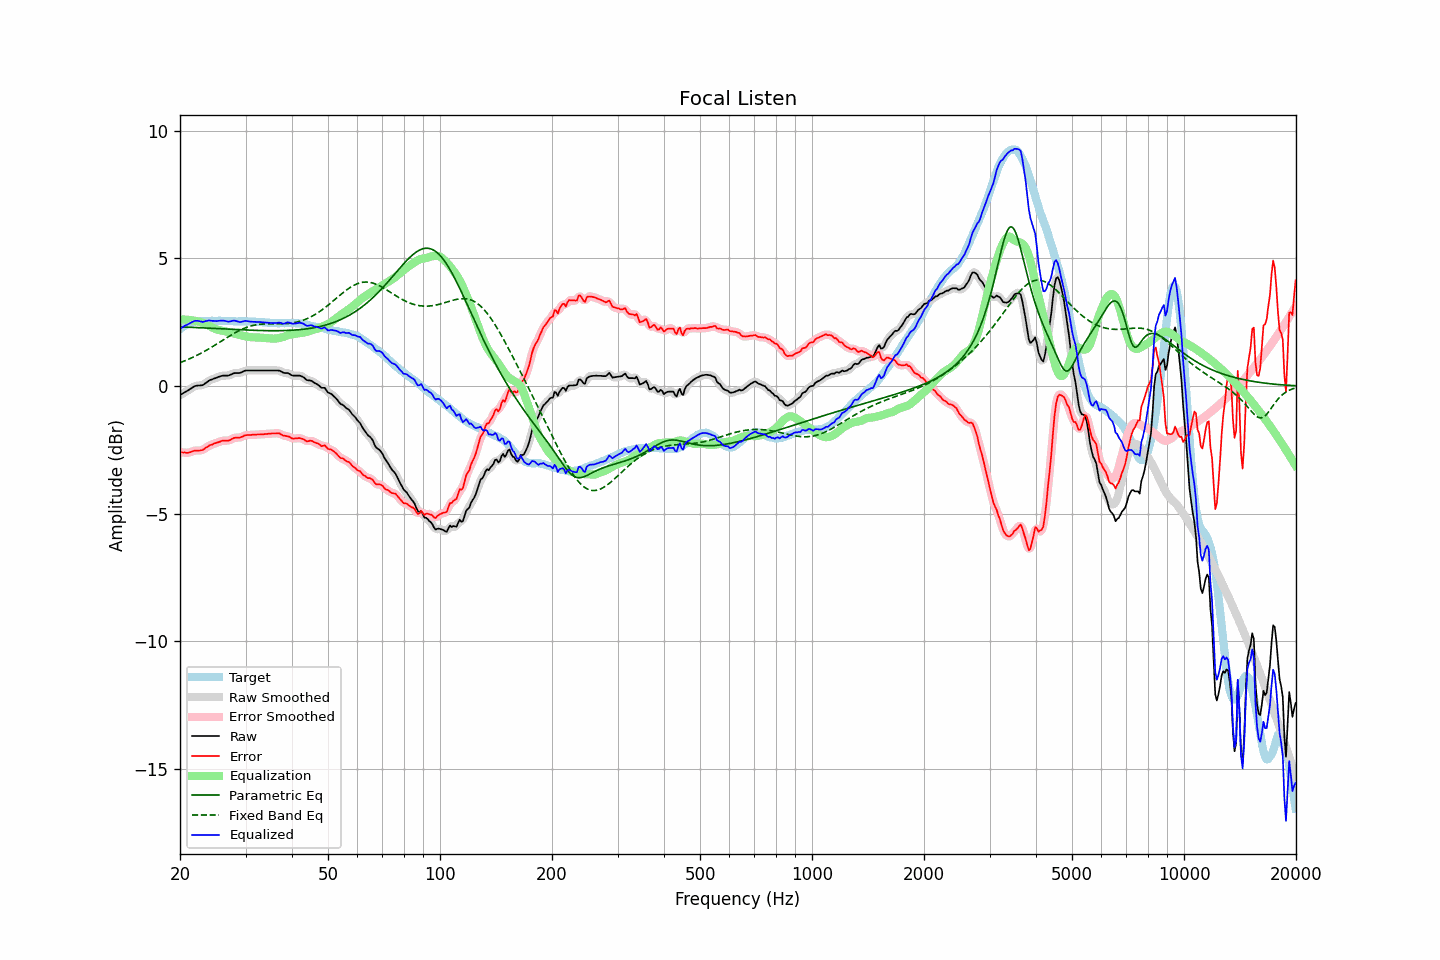 Focal Listen
10
5
0
−5
−10
−15
Amplitude (dBr)
Target
Raw Smoothed
Error Smoothed
Raw
Error
Equalization
Parametric Eq
Fixed Band Eq
Equalized
20 50 100 200 500 1000 2000 5000 10000 20000
Frequency (Hz)